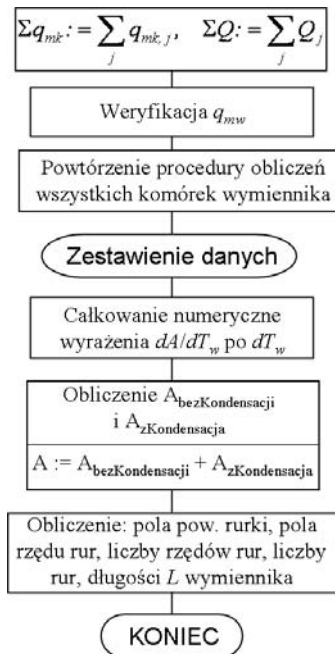 Σq_mk := ∑_j q_mk,j, ΣQ := ∑_j Q_j
Weryfikacja q_mw
Powtórzenie procedury obliczeń
wszystkich komórek wymiennika
Zestawienie danych
Całkowanie numeryczne
wyrażenia dA/dT_w po dT_w
Obliczenie A_bezKondensacji
i A_zKondensacja
A := A_bezKondensacji + A_zKondensacja
Obliczenie: pola pow. rurki, pola
rzędu rur, liczby rzędów rur, liczby
rur, długości L wymiennika
KONIEC